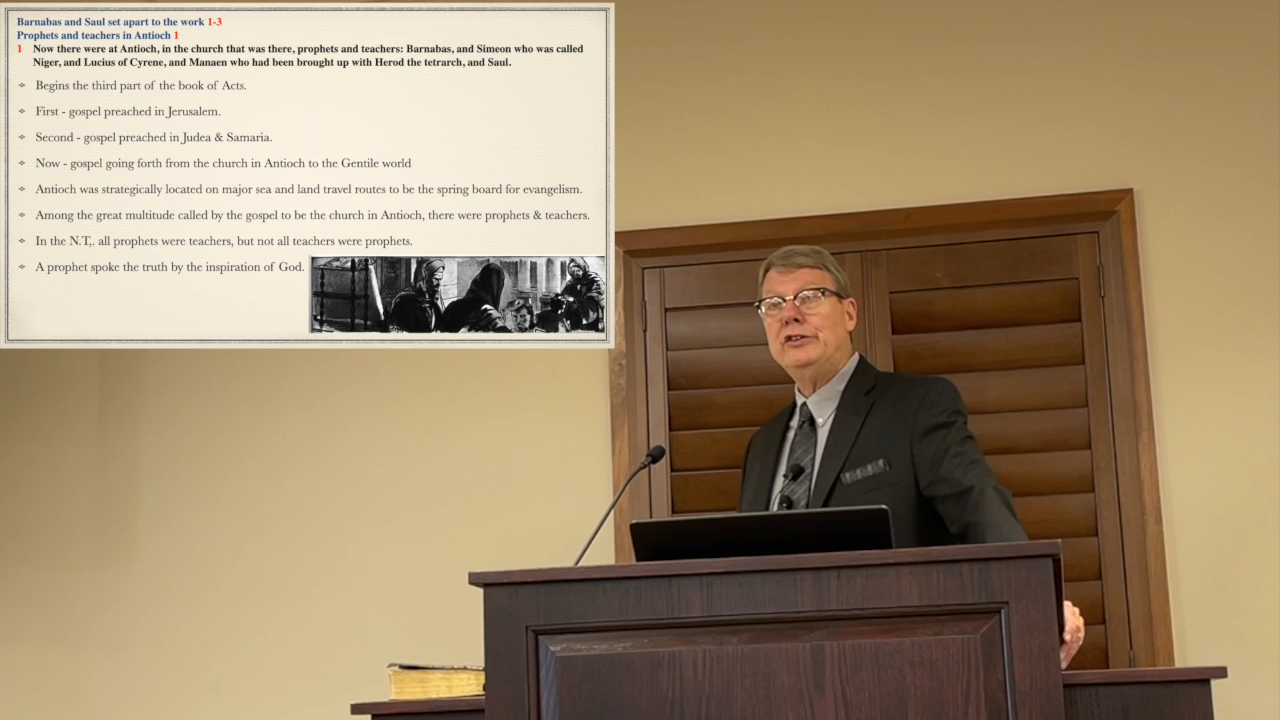 Barnabas and Saul set apart to the work 1-3
Prophets and teachers in Antioch 1
1 Now there were at Antioch, in the church that was there, prophets and teachers: Barnabas, and Simeon who was called
Niger, and Lucius of Cyrene, and Manaen who had been brought up with Herod the tetrarch, and Saul.
Begins the third part of the book of Acts.
First - gospel preached in Jerusalem.
Second - gospel preached in Judea & Samaria.
Now - gospel going forth from the church in Antioch to the Gentile world
Antioch was strategically located on major sea and land travel routes to be the spring board for evangelism.
Among the great multitude called by the gospel to be the church in Antioch, there were prophets & teachers.
In the N.T,. all prophets were teachers, but not all teachers were prophets.
A prophet spoke the truth by the inspiration of God.